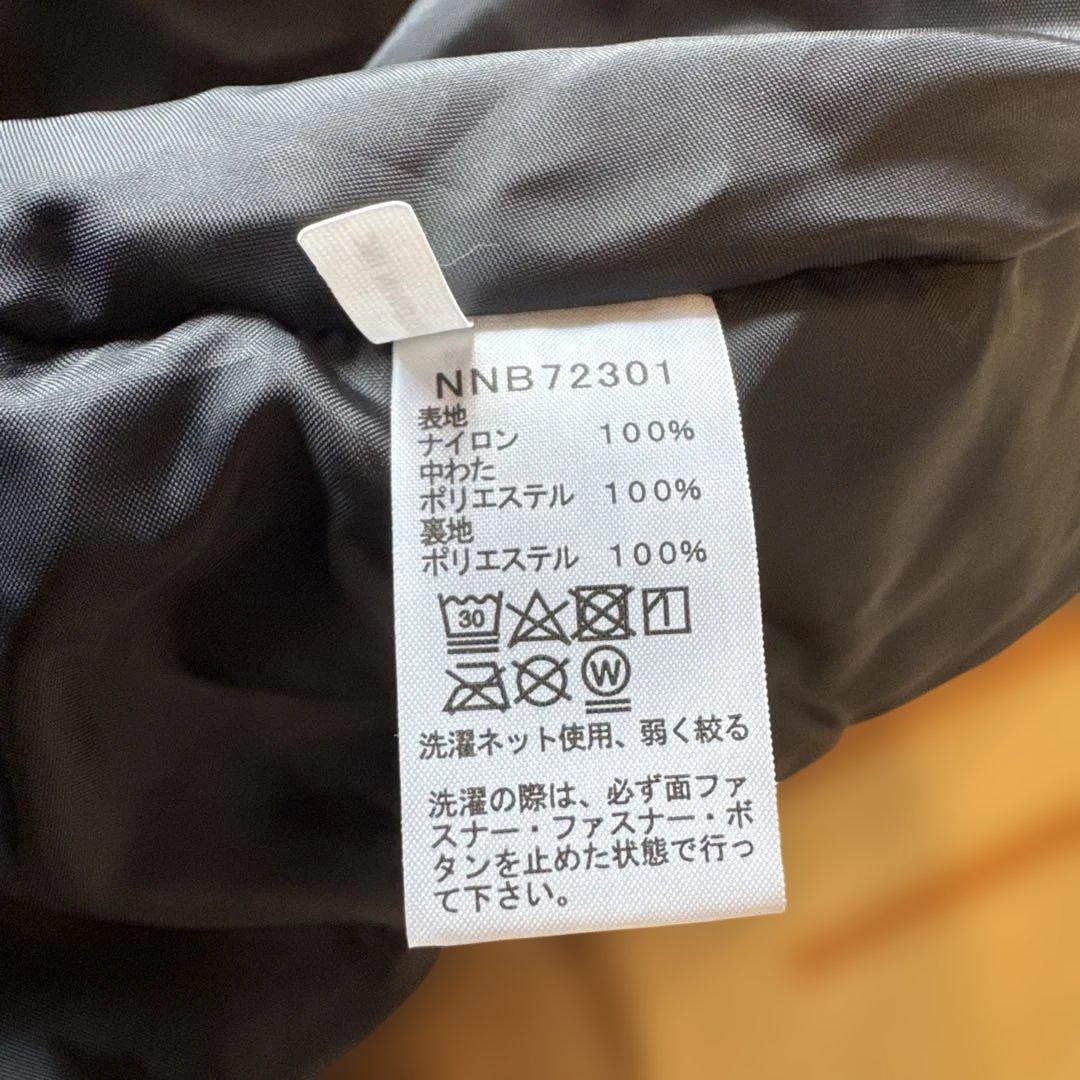 NNB72301
表地
ナイロン 100%
中わた
ポリエステル 100%
裏地
ポリエステル 100%
30
W
洗濯ネット使用、弱く絞る
洗濯の際は、必ず面ファ
スナー・ファスナー・ボ
タンを止めた状態で行っ
て下さい。